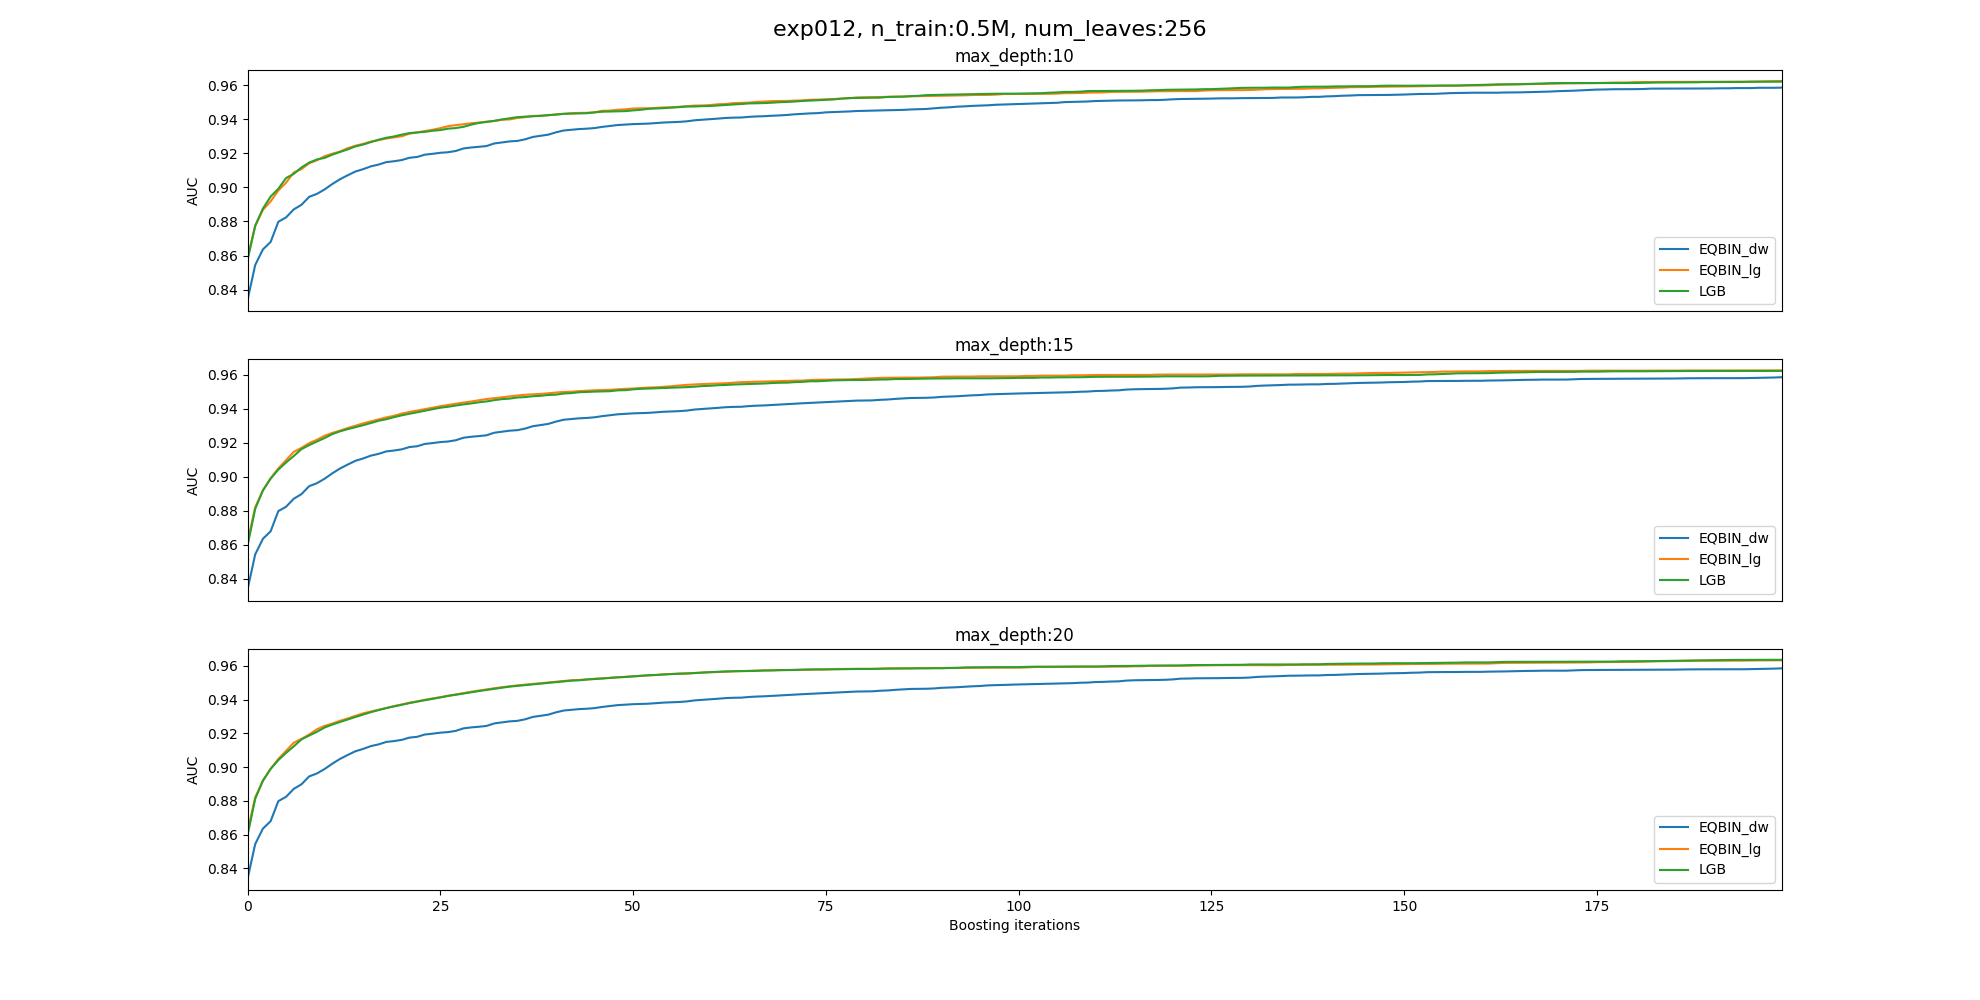 exp012, n_train:0.5M, num_leaves:256
max_depth:10
0.96
0.94
0.92
0.90
0.88
0.86
0.84
AUC
EQBIN_dw
EQBIN_lg
LGB
max_depth:15
0.96
0.94
0.92
0.90
0.88
0.86
0.84
AUC
EQBIN_dw
EQBIN_lg
LGB
max_depth:20
0.96
0.94
0.92
0.90
0.88
0.86
0.84
AUC
EQBIN_dw
EQBIN_lg
LGB
0 25 50 75 100 125 150 175
Boosting iterations